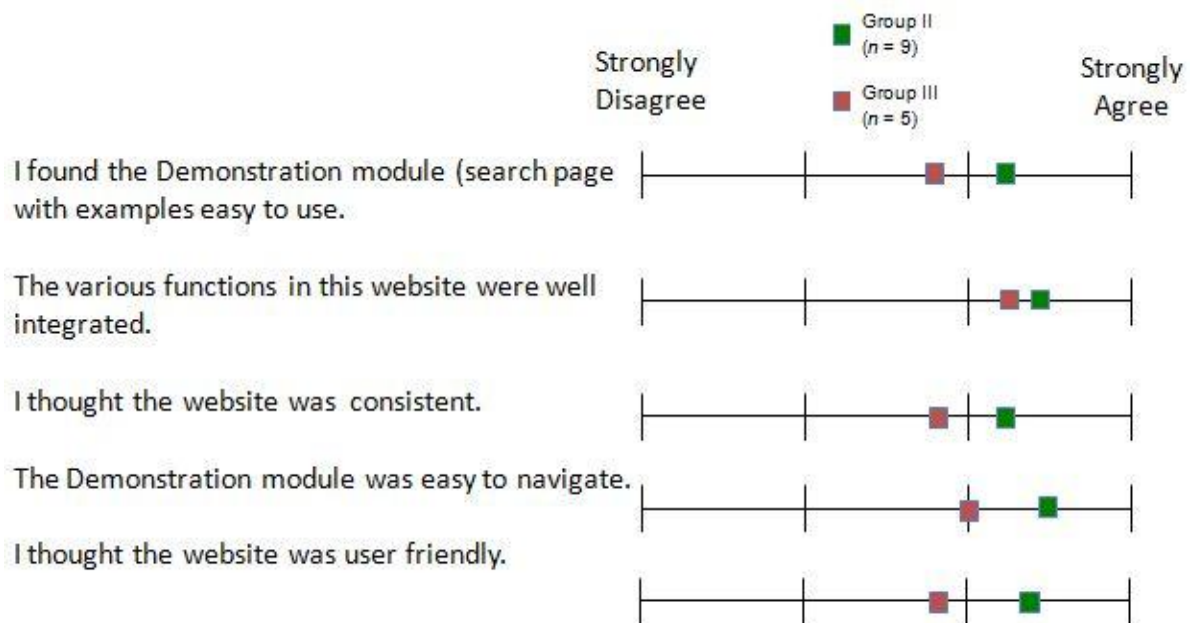 Group II
(n = 9)
Strongly
Disagree
Group III
(n = 5)
Strongly
Agree
I found the Demonstration module (search page
with examples easy to use.
The various functions in this website were well
integrated.
I thought the website was consistent.
The Demonstration module was easy to navigate.
I thought the website was user friendly.